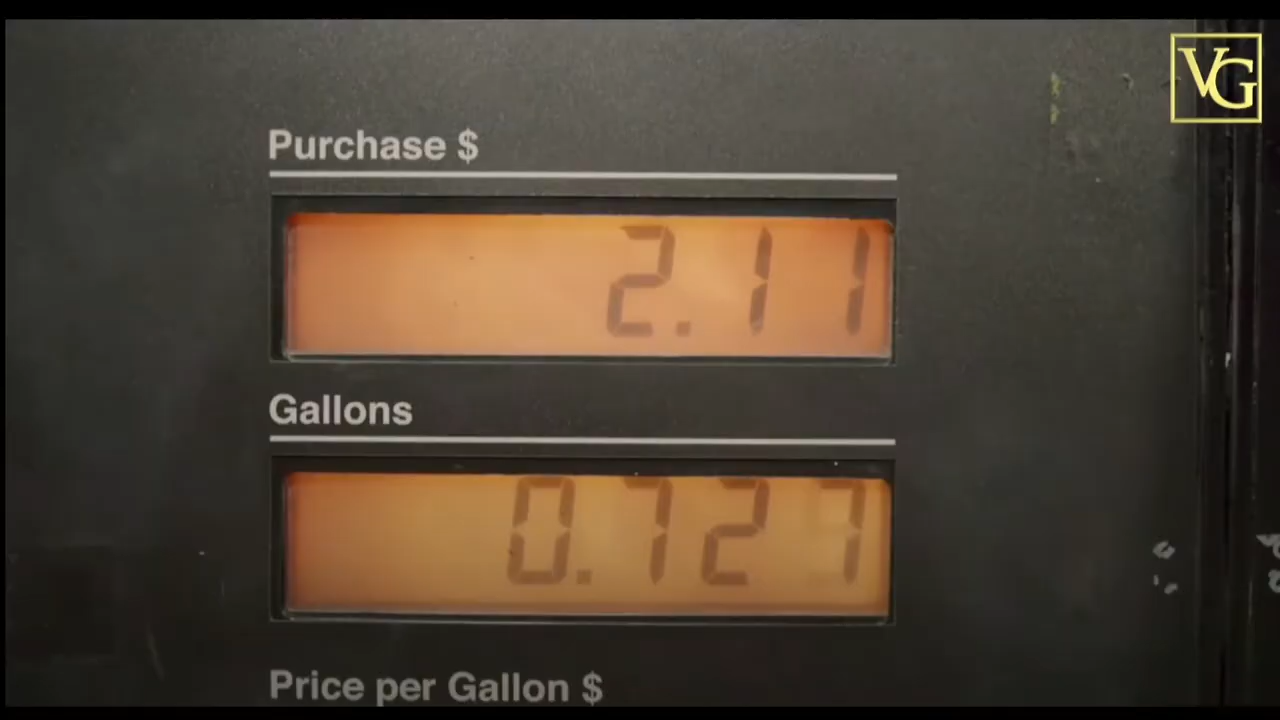 VG
Purchase $
2.11
Gallons
0.727
Price per Gallon $